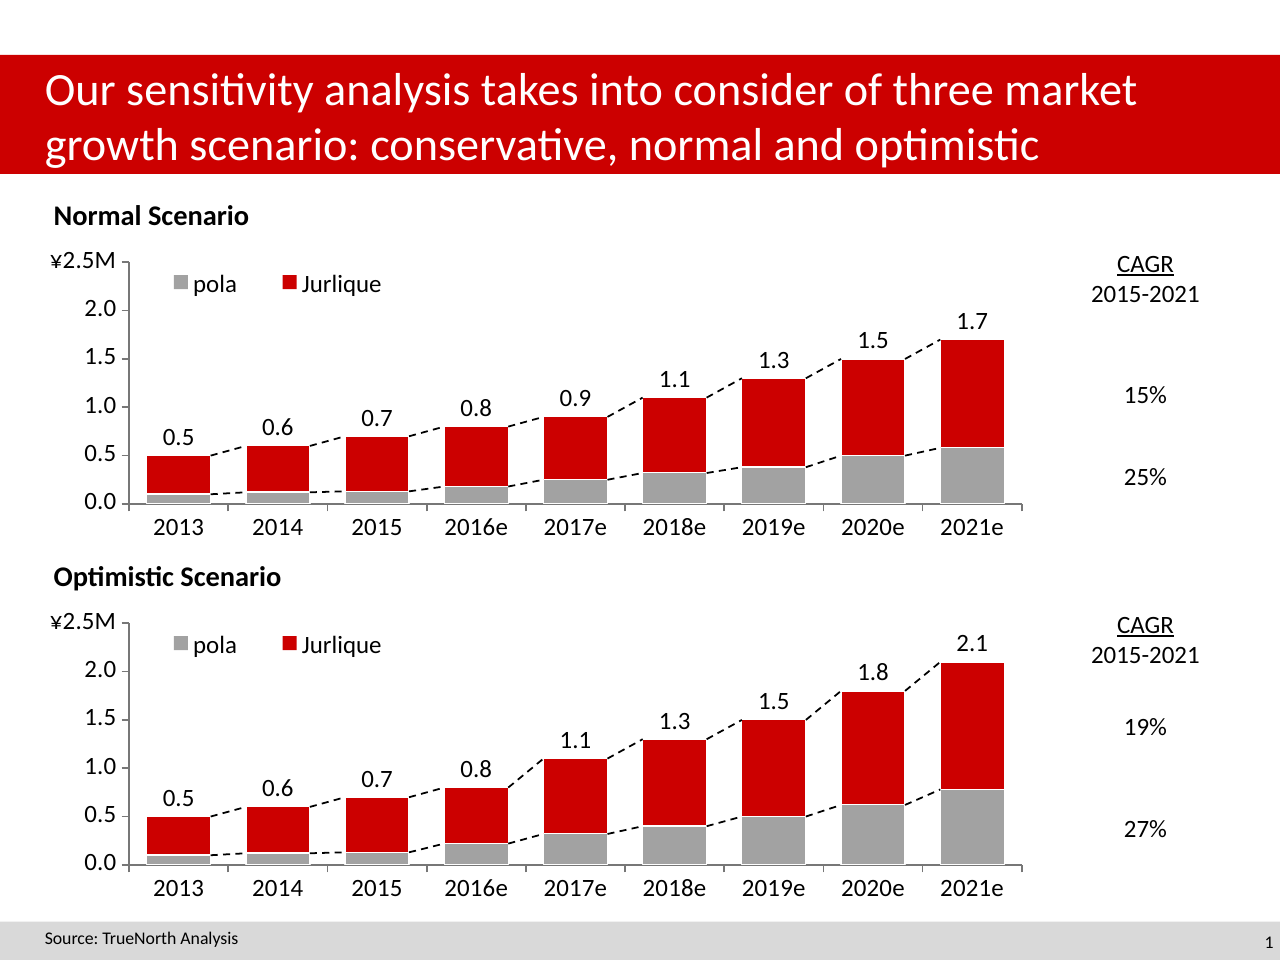 Our sensitivity analysis takes into consider of three market
growth scenario: conservative, normal and optimistic
Normal Scenario
¥2.5M
2.0
1.5
1.0
0.5
0.0
pola Jurlique
0.5 0.6 0.7 0.8 0.9 1.1 1.3 1.5 1.7
2013 2014 2015 2016e 2017e 2018e 2019e 2020e 2021e
CAGR
2015-2021
15%
25%
Optimistic Scenario
¥2.5M
2.0
1.5
1.0
0.5
0.0
pola Jurlique
0.5 0.6 0.7 0.8 1.1 1.3 1.5 1.8 2.1
2013 2014 2015 2016e 2017e 2018e 2019e 2020e 2021e
CAGR
2015-2021
19%
27%
Source: TrueNorth Analysis
1